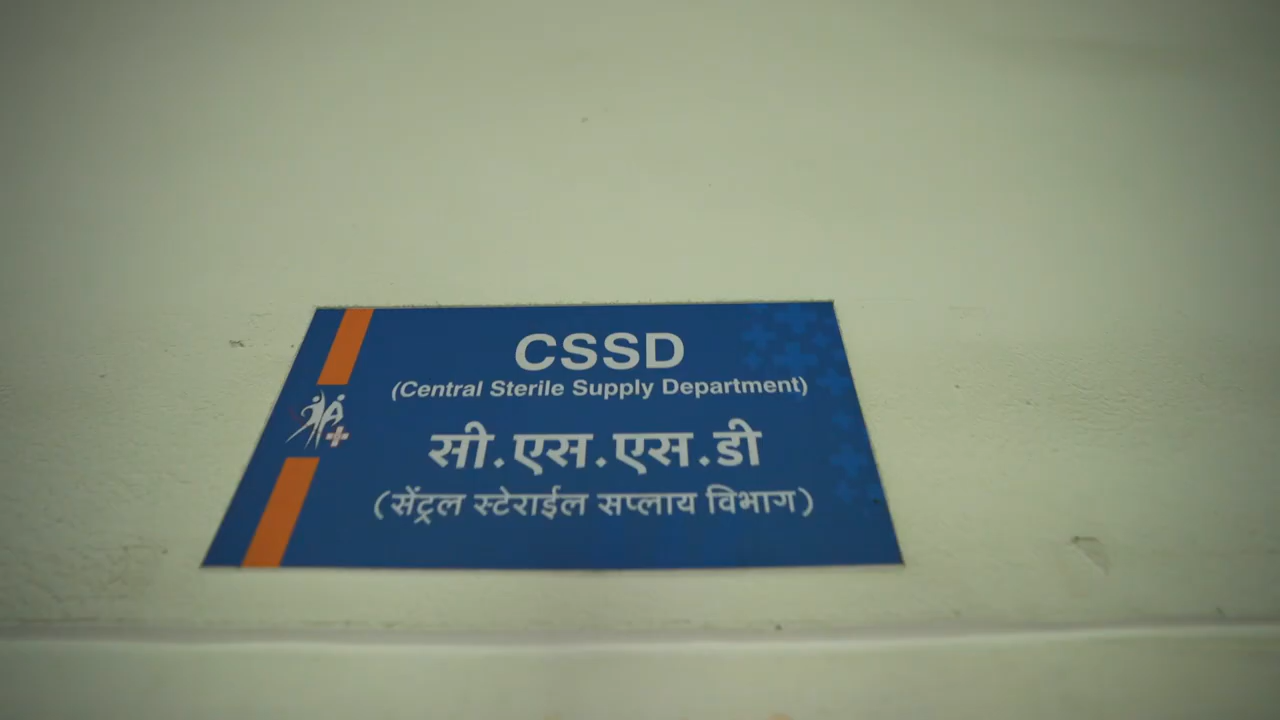 CSSD
(Central Sterile Supply Department)
सी.एस.एस.डी
(सेंट्रल स्टेराईल सप्लाय विभाग)